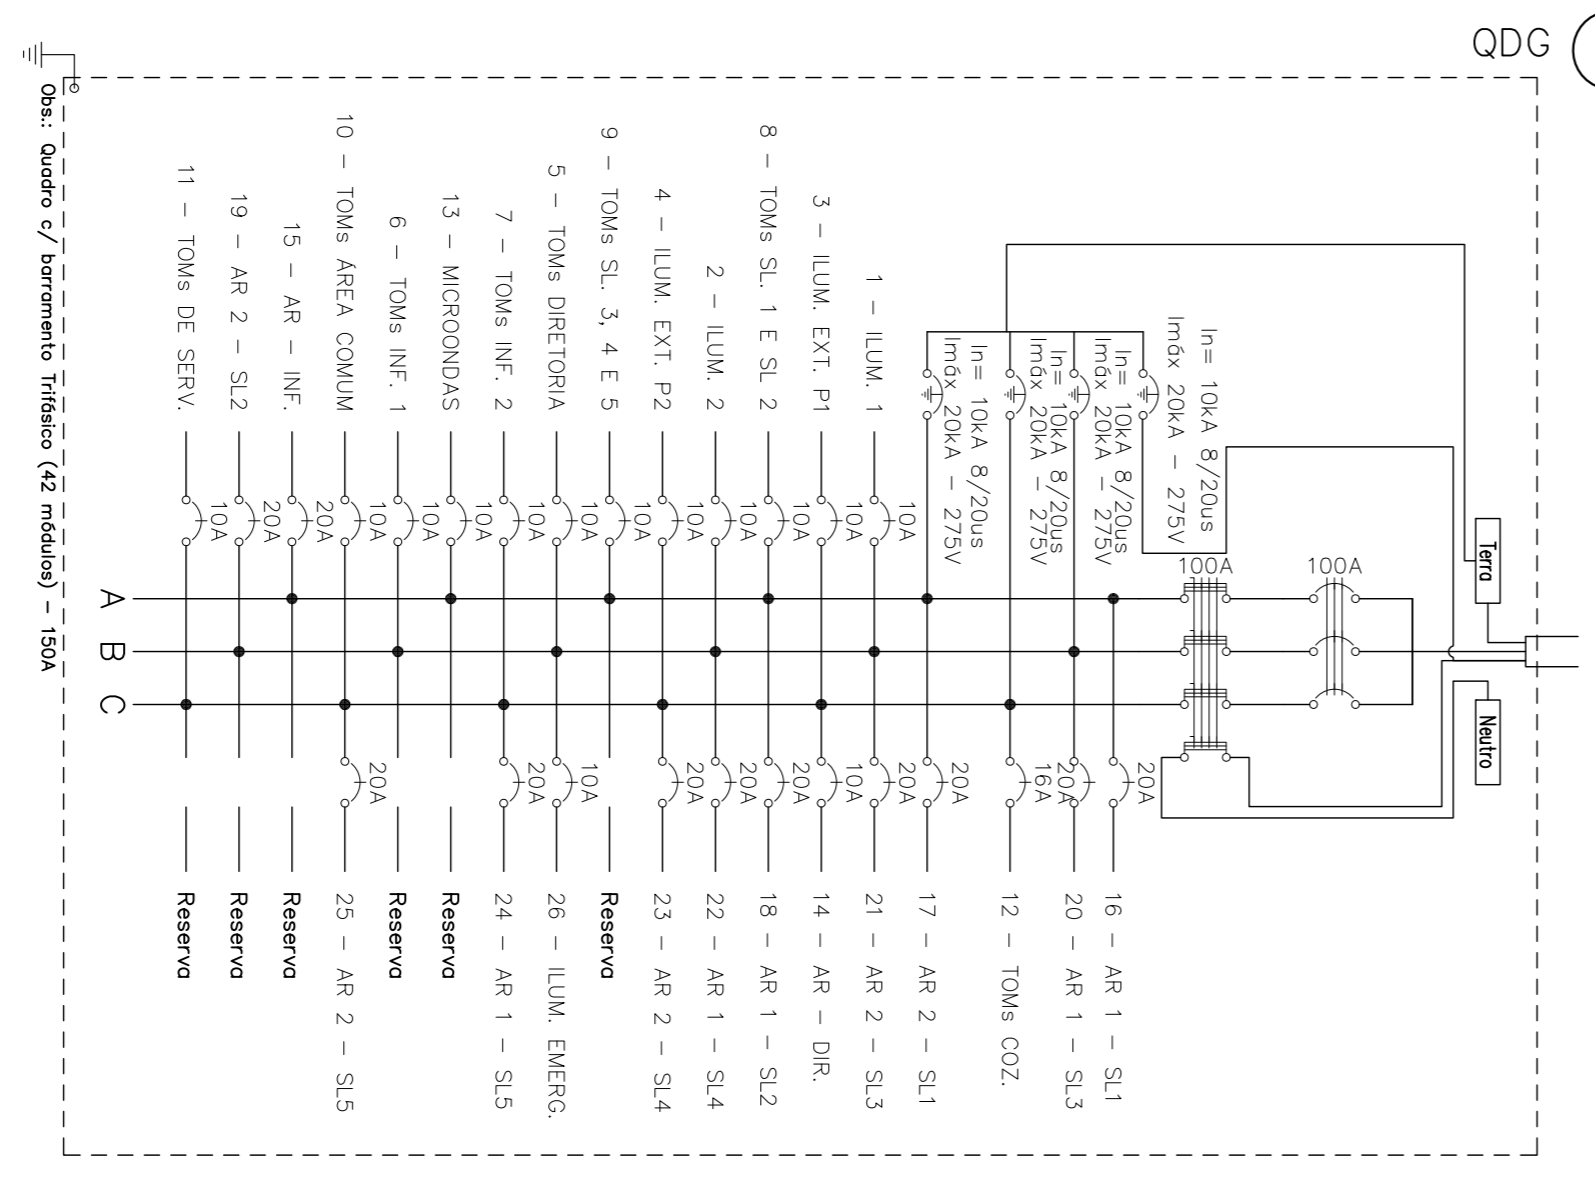 QDG
Obs.: Quadro c/ barramento Trifásico (42 módulos) – 150A
Terra
Neutro
100A
100A
In= 10kA 8/20us
Imáx 20kA – 275V
In= 10kA 8/20us
Imáx 20kA – 275V
In= 10kA 8/20us
Imáx 20kA – 275V
In= 10kA 8/20us
Imáx 20kA – 275V
1 – ILUM. 1
10A
3 – ILUM. EXT. P1
10A
8 – TOMs SL. 1 E SL 2
10A
2 – ILUM. 2
10A
4 – ILUM. EXT. P2
10A
9 – TOMs SL. 3, 4 E 5
10A
5 – TOMs DIRETORIA
10A
7 – TOMs INF. 2
10A
13 – MICROONDAS
10A
6 – TOMs INF. 1
10A
10 – TOMs ÁREA COMUM
10A
15 – AR – INF.
20A
19 – AR 2 – SL2
20A
11 – TOMs DE SERV.
10A
A
B
C
20A
16 – AR 1 – SL1
20A
20 – AR 1 – SL3
16A
12 – TOMs COZ.
20A
17 – AR 2 – SL1
20A
21 – AR 2 – SL3
10A
14 – AR – DIR.
20A
18 – AR 1 – SL2
20A
22 – AR 1 – SL4
20A
23 – AR 2 – SL4
Reserva
10A
26 – ILUM. EMERG.
20A
24 – AR 1 – SL5
Reserva
Reserva
20A
25 – AR 2 – SL5
Reserva
Reserva
Reserva